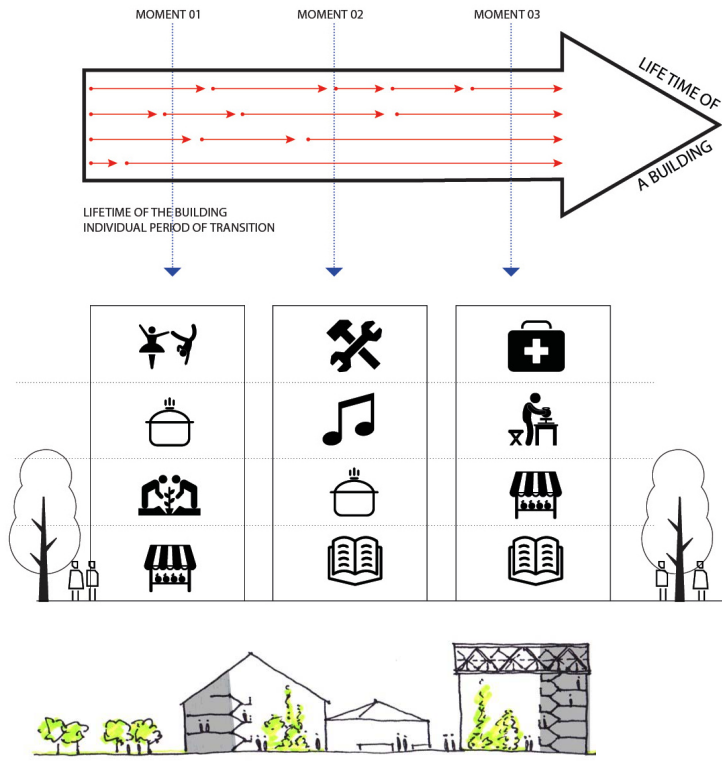 MOMENT 01
MOMENT 02
MOMENT 03
LIFE TIME OF
A BUILDING
LIFETIME OF THE BUILDING
INDIVIDUAL PERIOD OF TRANSITION